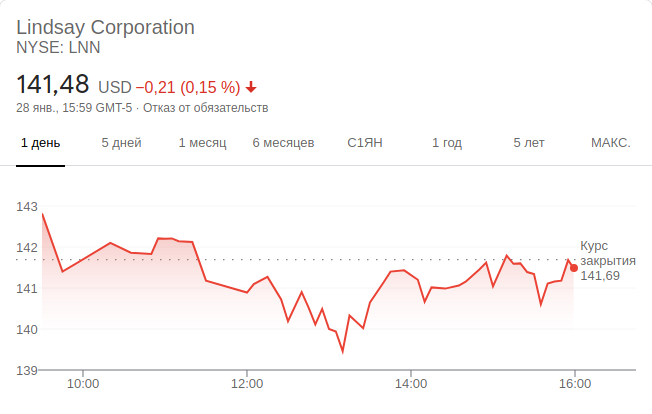 Lindsay Corporation
NYSE: LNN
141,48 USD −0,21 (0,15 %)
28 янв., 15:59 GMT-5 · Отказ от обязательств
1 день 5 дней 1 месяц 6 месяцев С1ЯН 1 год 5 лет МАКС.
143
142
141
140
139
Курс
закрытия
141,69
10:00 12:00 14:00 16:00